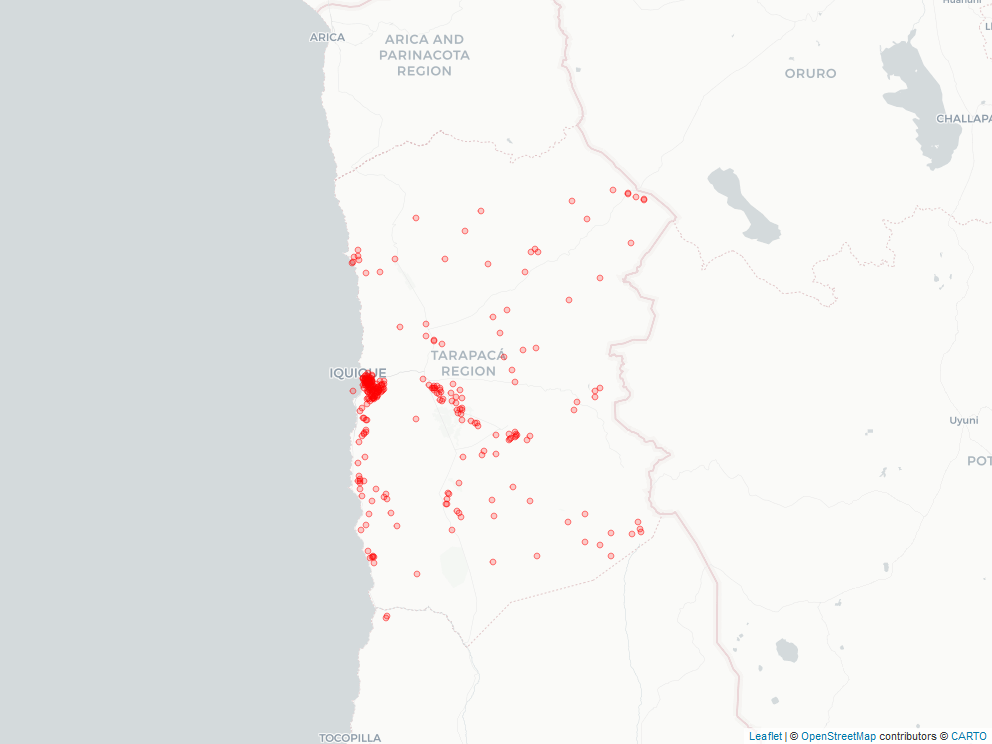 ARICA
ARICA AND
PARINACOTA
REGION
ORURO
CHALLAPA
TARAPACÁ
REGION
IQUIQUE
Uyuni
POT
TOCOPILLA
Leaflet | © OpenStreetMap contributors © CARTO